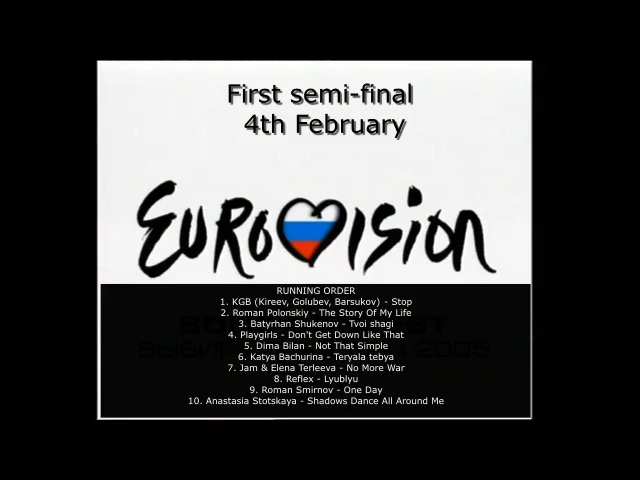 First semi-final
4th February
EUROVISION
RUNNING ORDER
1. KGB (Kireev, Golubev, Barsukov) - Stop
2. Roman Polonskiy - The Story Of My Life
3. Batyrhan Shukenov - Tvoi shagi
4. Playgirls - Don't Get Down Like That
5. Dima Bilan - Not That Simple
6. Katya Bachurina - Teryala tebya
7. Jam & Elena Terleeva - No More War
8. Reflex - Lyublyu
9. Roman Smirnov - One Day
10. Anastasia Stotskaya - Shadows Dance All Around Me